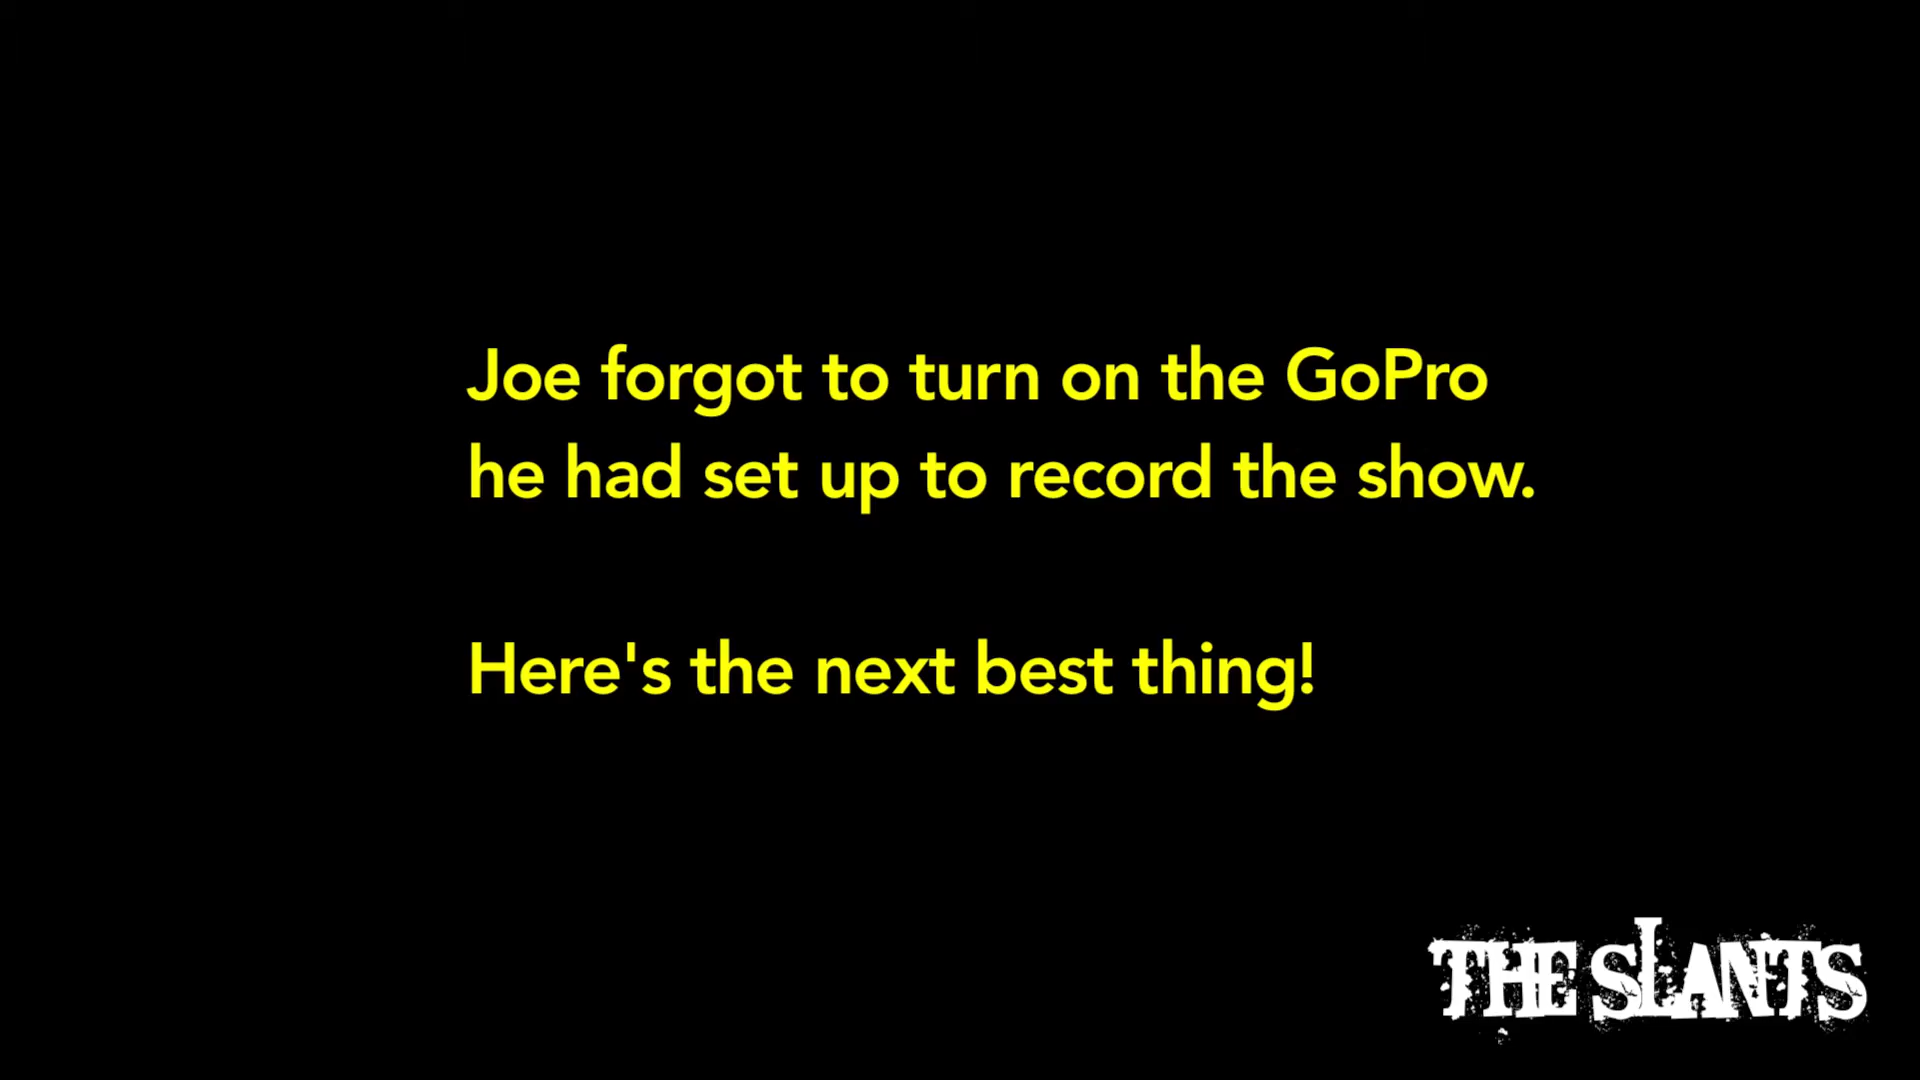 Joe forgot to turn on the GoPro
he had set up to record the show.
Here's the next best thing!
THE SLANTS